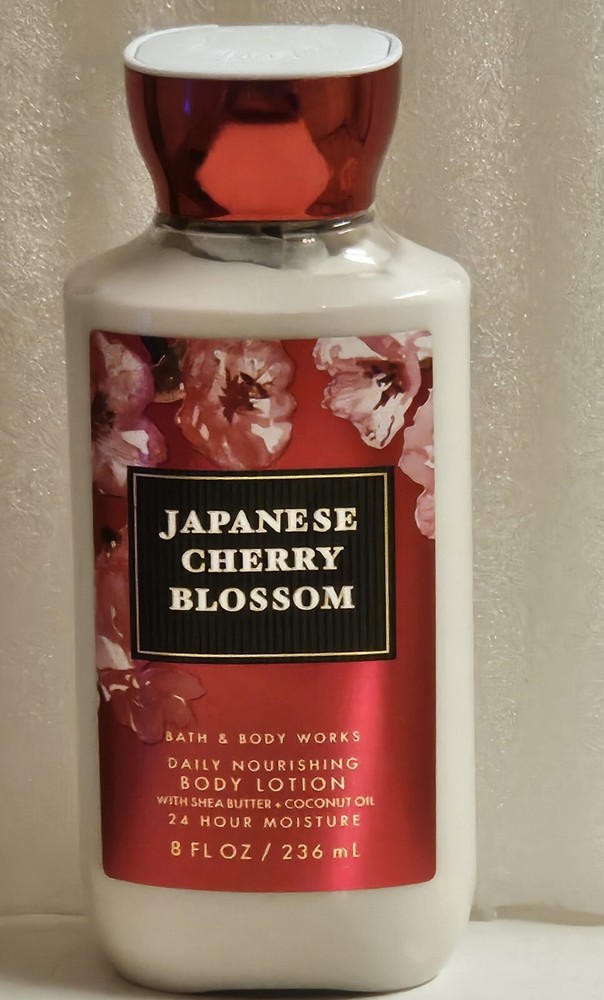 JAPANESE
CHERRY
BLOSSOM
BATH & BODY WORKS
DAILY NOURISHING
BODY LOTION
WITH SHEA BUTTER + COCONUT OIL
24 HOUR MOISTURE
8 FL OZ / 236 mL